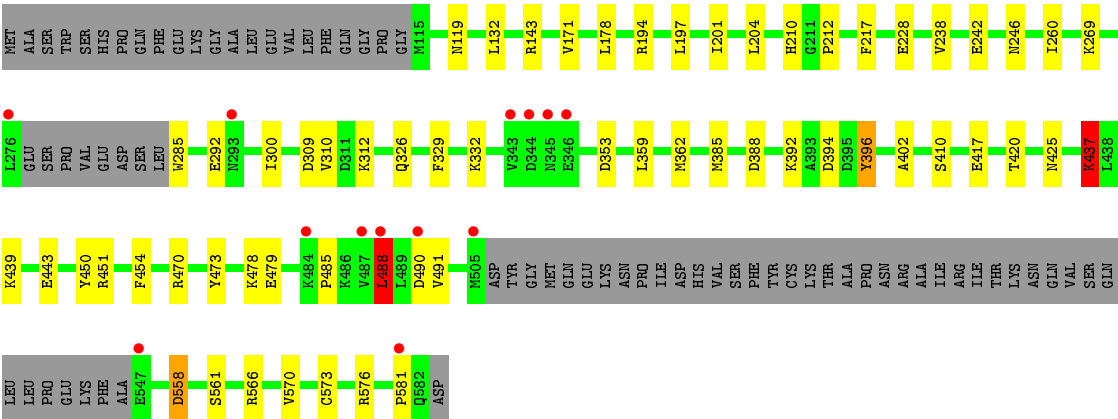 MET ALA SER TRP SER HIS PRO GLN PHE GLU LYS GLY ALA LEU GLU VAL LEU PHE GLN GLY PRO GLY M115 N119 L132 R143 V171 L178 R194 L197 I201 L204 H210 G211 P212 F217 E228 V238 E242 N246 I260 K269
L276 GLU SER PRO VAL GLU ASP SER LEU W285 E292 N293 I300 D309 V310 D311 K312 Q326 F329 K332 V343 D344 N345 E346 D353 L359 M362 M385 D388 K392 A393 D394 D395 Y396 A402 S410 E417 T420 N425 K437 L438
K439 E443 Y450 R451 F454 R470 Y473 K478 E479 K484 P485 K486 V487 L488 L489 D490 V491 M505 ASP TYR GLY MET GLN GLU LYS ASN PRO ILE ASP HIS VAL SER PHE TYR CYS LYS THR ALA PRO ASN ARG ALA ILE ARG ILE THR LYS ASN GLN VAL SER GLN
LEU LEU PRO GLU LYS PHE ALA E547 D558 S561 R566 V570 C573 R576 P581 Q582 ASP